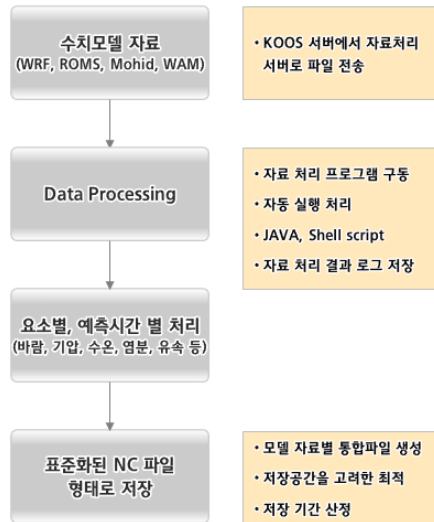 수치모델 자료
(WRF, ROMS, Mohid, WAM)
• KOOS 서버에서 자료처리
서버로 파일 전송
Data Processing
• 자료 처리 프로그램 구동
• 자동 실행 처리
• JAVA, Shell script
• 자료 처리 결과 로그 저장
요소별, 예측시간 별 처리
(바람, 기압, 수온, 염분, 유속 등)
표준화된 NC 파일
형태로 저장
• 모델 자료별 통합파일 생성
• 저장공간을 고려한 최적
• 저장 기간 산정